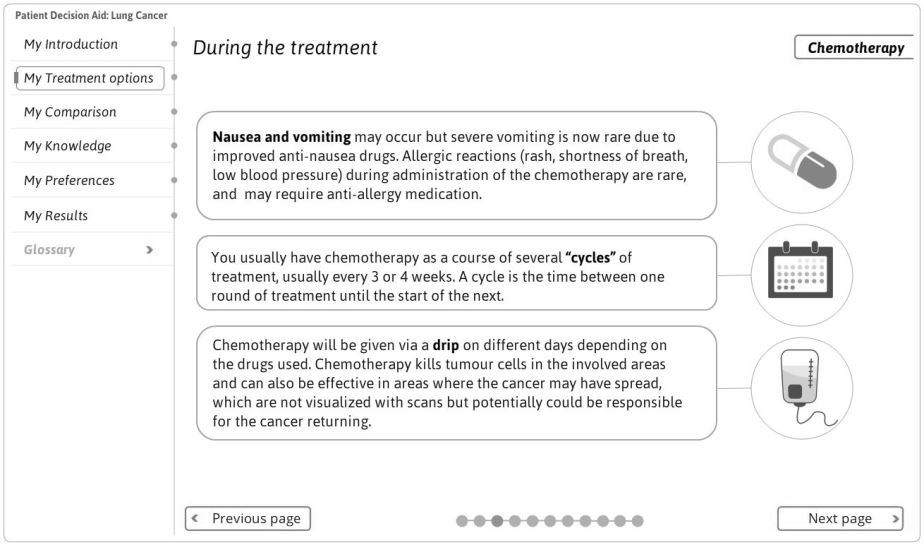 Patient Decision Aid: Lung Cancer
My Introduction
My Treatment options
My Comparison
My Knowledge
My Preferences
My Results
Glossary
During the treatment
Chemotherapy
Nausea and vomiting may occur but severe vomiting is now rare due to
improved anti-nausea drugs. Allergic reactions (rash, shortness of breath,
low blood pressure) during administration of the chemotherapy are rare,
and may require anti-allergy medication.
You usually have chemotherapy as a course of several “cycles” of
treatment, usually every 3 or 4 weeks. A cycle is the time between one
round of treatment until the start of the next.
Chemotherapy will be given via a drip on different days depending on
the drugs used. Chemotherapy kills tumour cells in the involved areas
and can also be effective in areas where the cancer may have spread,
which are not visualized with scans but potentially could be responsible
for the cancer returning.
Previous page
Next page